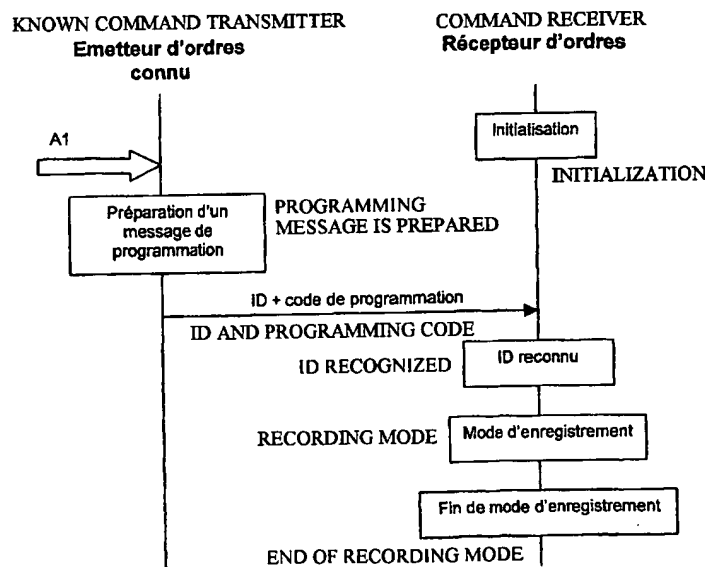 KNOWN COMMAND TRANSMITTER
Emetteur d'ordres
connu
COMMAND RECEIVER
Récepteur d'ordres
A1
Initialisation
INITIALIZATION
Préparation d'un
message de
programmation
PROGRAMMING
MESSAGE IS PREPARED
ID + code de programmation
ID AND PROGRAMMING CODE
ID RECOGNIZED
ID reconnu
RECORDING MODE
Mode d'enregistrement
Fin de mode d'enregistrement
END OF RECORDING MODE